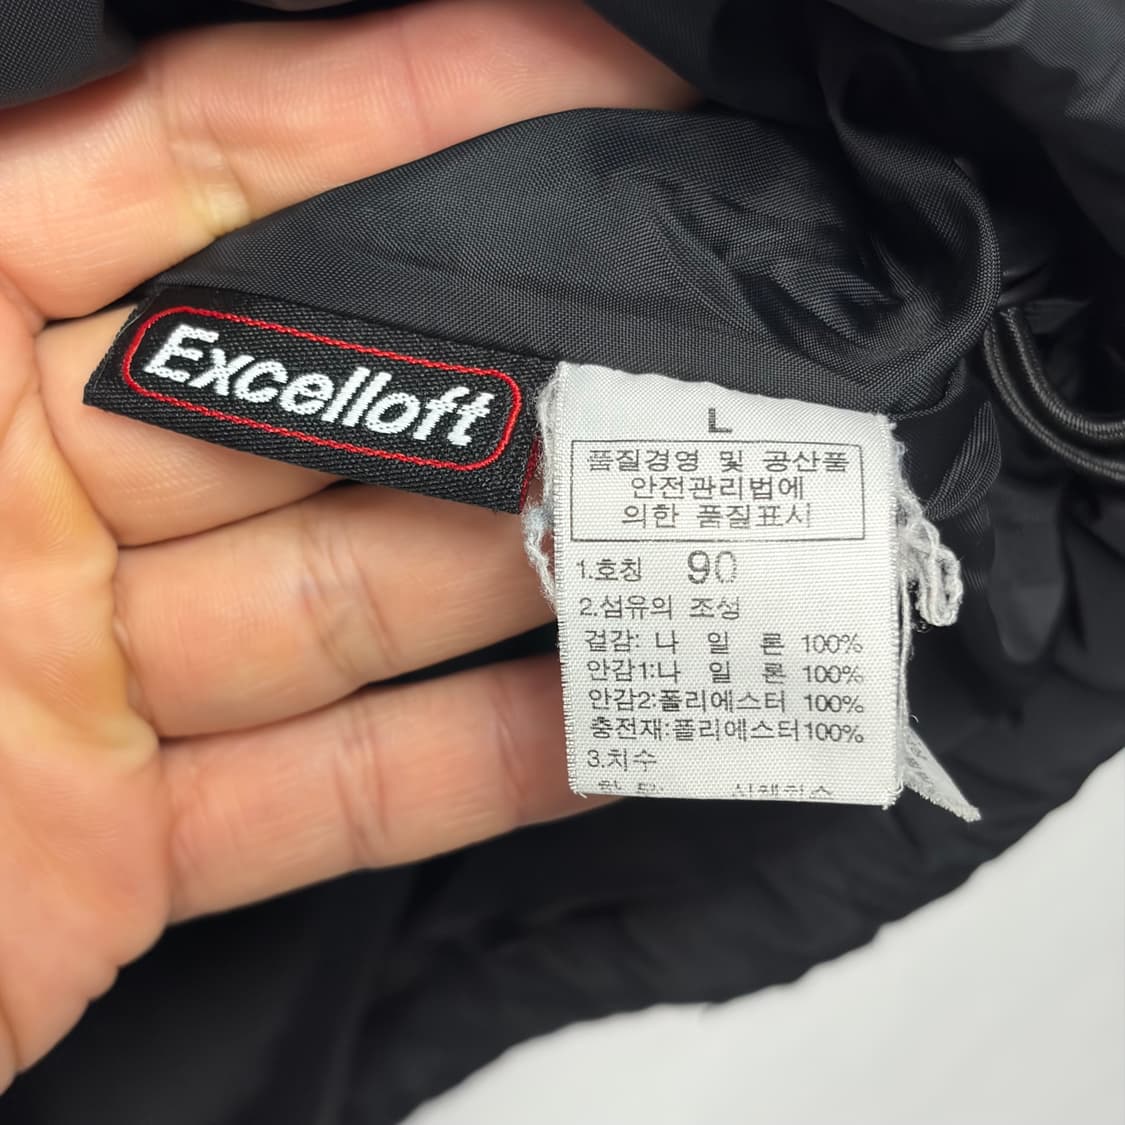 Excelloft
L
품질경영 및 공산품
안전관리법에
의한 품질표시
1.호칭 90
2.섬유의 조성
겉감: 나 일 론 100%
안감1:나 일 론 100%
안감2:폴리에스터 100%
충전재:폴리에스터100%
3.치수